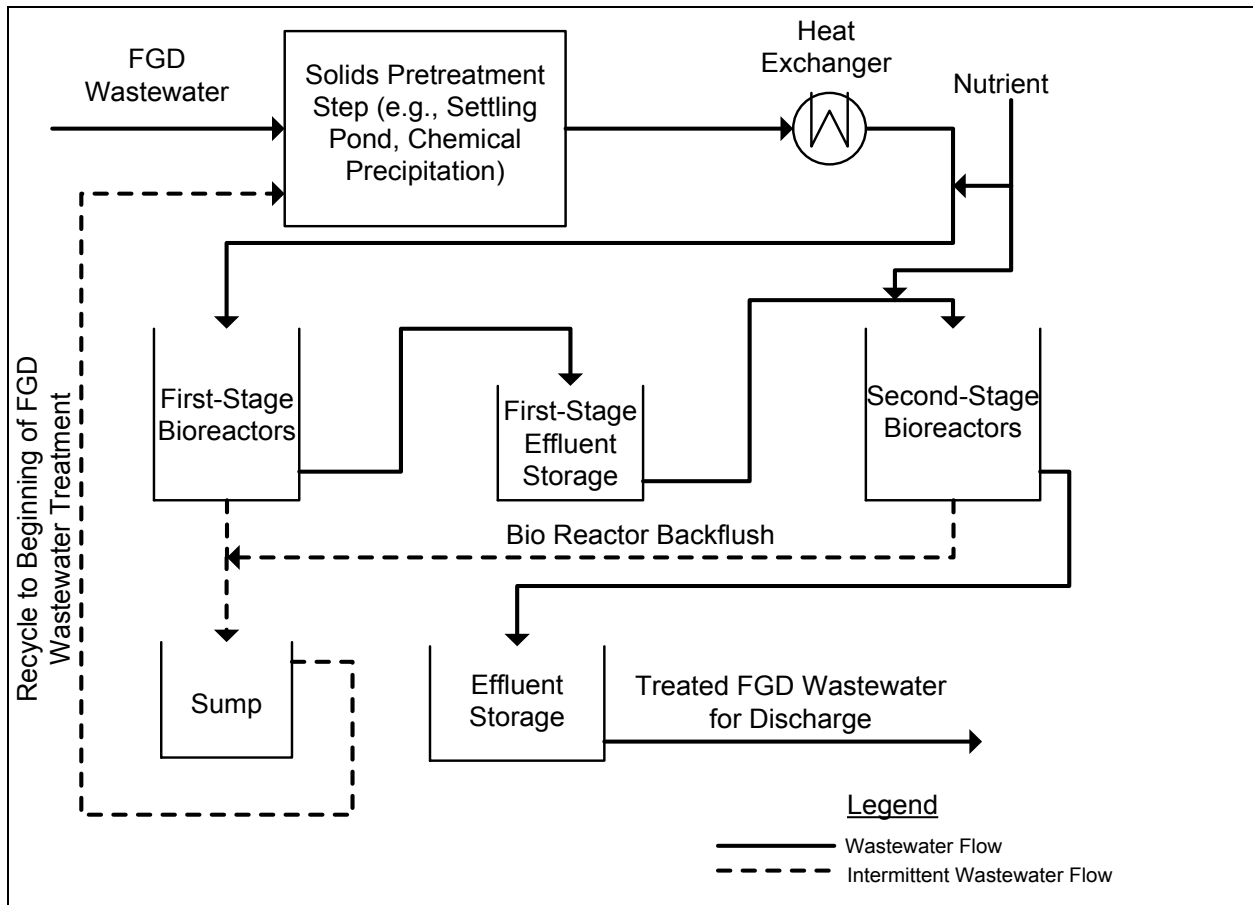 FGD
Wastewater
Solids Pretreatment
Step (e.g., Settling
Pond, Chemical
Precipitation)
Heat
Exchanger
Nutrient
Recycle to Beginning of FGD
Wastewater Treatment
First-Stage
Bioreactors
First-Stage
Effluent
Storage
Second-Stage
Bioreactors
Bio Reactor Backflush
Sump
Effluent
Storage
Treated FGD Wastewater
for Discharge
Legend
Wastewater Flow
Intermittent Wastewater Flow